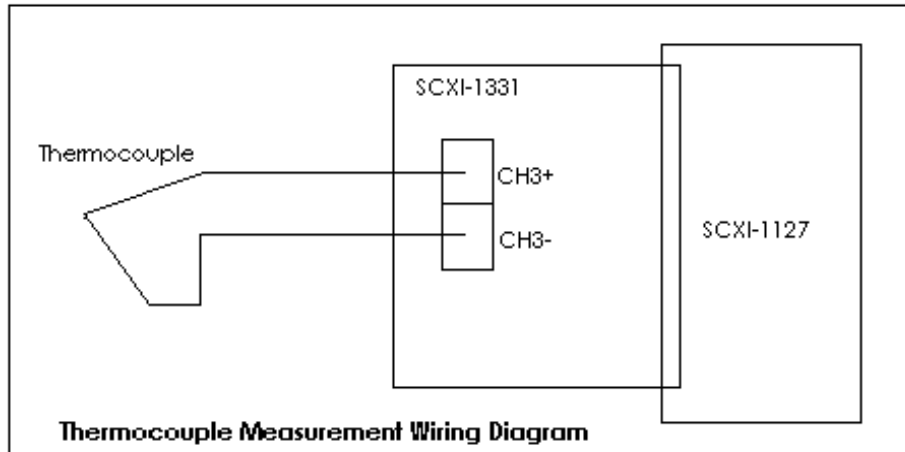 SCXI-1331
Thermocouple
CH3+
CH3-
SCXI-1127
Thermocouple Measurement Wiring Diagram